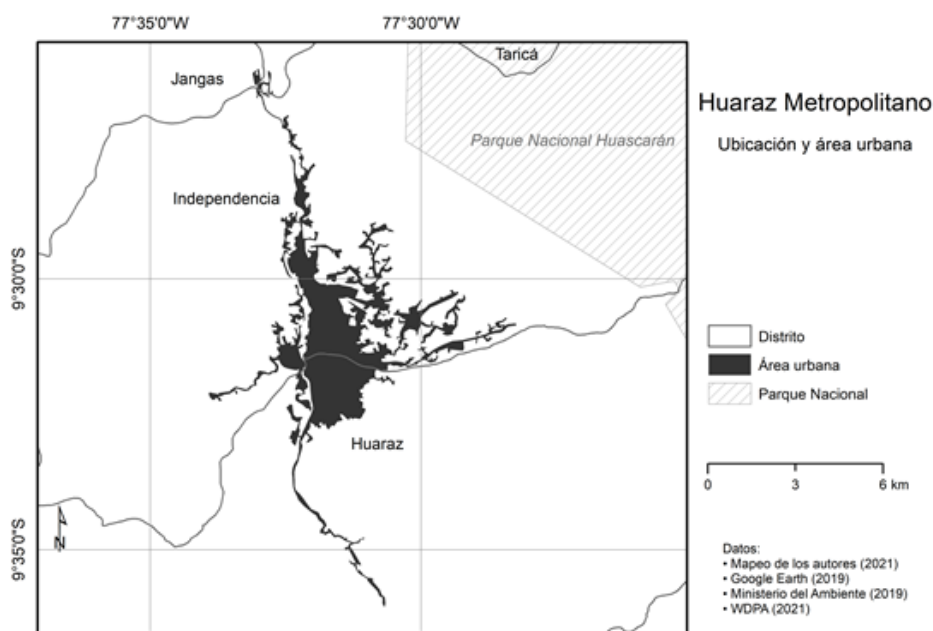 77°35'0"W
77°30'0"W
Taricá
Jangas
Huaraz Metropolitano
Parque Nacional Huascarán
Ubicación y área urbana
Independencia
9°30'0"S
Distrito
Área urbana
Parque Nacional
Huaraz
0 3 6 km
N
9°35'0"S
Datos:
• Mapeo de los autores (2021)
• Google Earth (2019)
• Ministerio del Ambiente (2019)
• WDPA (2021)